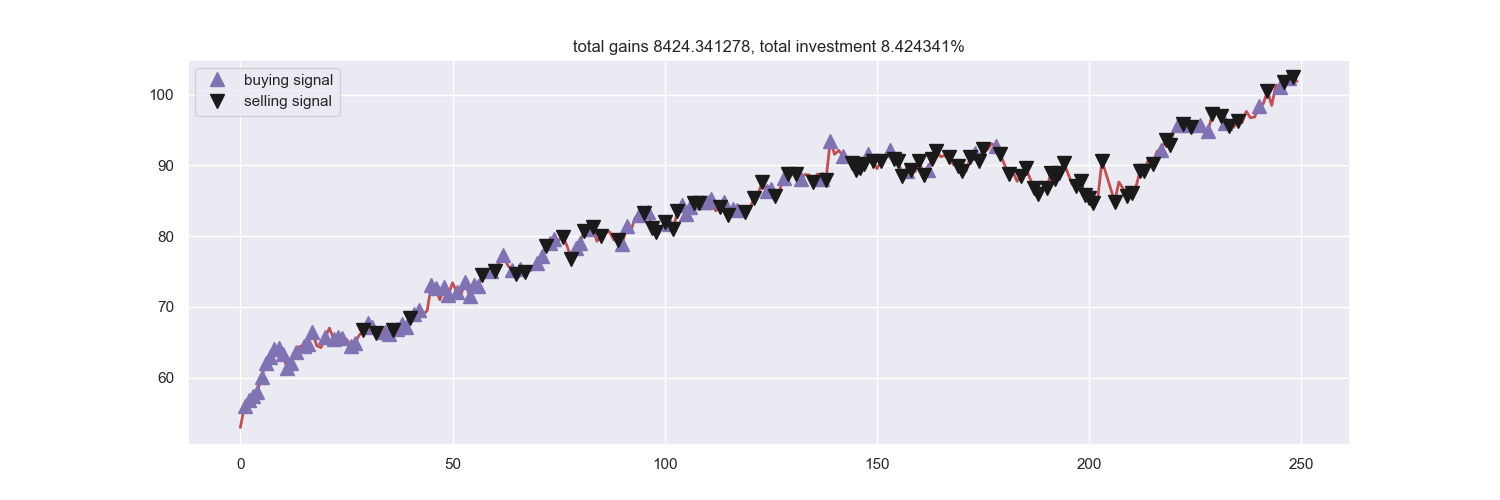 total gains 8424.341278, total investment 8.424341%
buying signal
selling signal
100
90
80
70
60
0 50 100 150 200 250